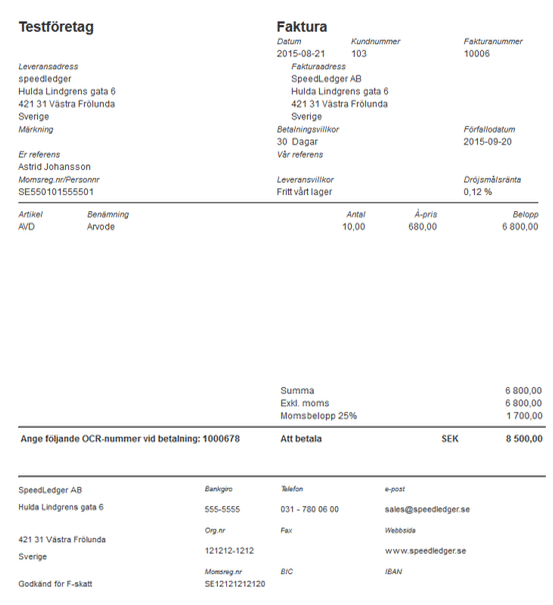 Testföretag Faktura
Datum Kundnummer Fakturanummer
2015-08-21 103 10006
Leveransadress Fakturaadress
speedledger SpeedLedger AB
Hulda Lindgrens gata 6 Hulda Lindgrens gata 6
421 31 Västra Frölunda 421 31 Västra Frölunda
Sverige Sverige
Märkning Betalningsvillkor Förfallodatum
30 Dagar 2015-09-20
Er referens Vår referens
Astrid Johansson
Momsreg.nr/Personnr Leveransvillkor Dröjsmålsränta
SE550101555501 Fritt vårt lager 0,12 %
Artikel Benämning Antal À-pris Belopp
AVD Arvode 10,00 680,00 6 800,00
Summa 6 800,00
Exkl. moms 6 800,00
Momsbelopp 25% 1 700,00
Ange följande OCR-nummer vid betalning: 1000678 Att betala SEK 8 500,00
SpeedLedger AB Bankgiro Telefon e-post
Hulda Lindgrens gata 6 555-5555 031 - 780 06 00 sales@speedledger.se
Org.nr Fax Webbsida
421 31 Västra Frölunda
121212-1212 www.speedledger.se
Sverige
Momsreg.nr BIC IBAN
Godkänd för F-skatt SE12121212120